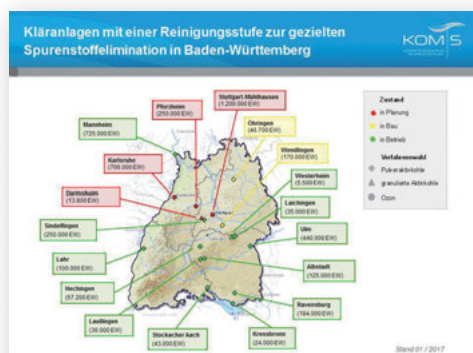 Kläranlagen mit einer Reinigungsstufe zur gezielten
Spurenstoffelimination in Baden-Württemberg
KOMS
Stuttgart-Mühlhausen
(1.200.000 EW)
Pforzheim
(250.000 EW)
Mannheim
(725.000 EW)
Öhringen
(46.700 EW)
Wendlingen
(170.000 EW)
Karlsruhe
(700.000 EW)
Westerheim
(5.500 EW)
Darmsheim
(13.800 EW)
Laichingen
(35.000 EW)
Sindelfingen
(250.000 EW)
Ulm
(440.000 EW)
Lahr
(100.000 EW)
Albstadt
(125.000 EW)
Hechingen
(57.200 EW)
Ravensburg
(184.000 EW)
Lautlingen
(36.000 EW)
Stockacher Aach
(43.000 EW)
Kressbronn
(24.000 EW)
Zustand
in Planung
in Bau
in Betrieb
Verfahrenswahl
Pulveraktivkohle
granulierte Aktivkohle
Ozon
Stand 01 / 2017